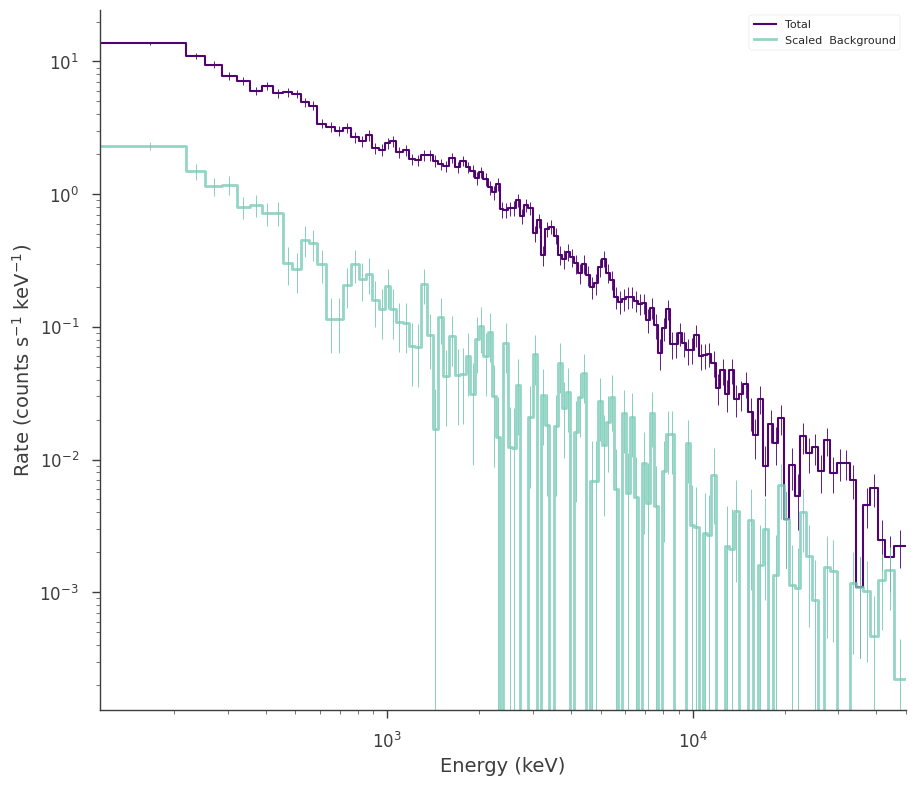 Total
Scaled  Background
10¹
10⁰
10⁻¹
10⁻²
10⁻³
Rate (counts s⁻¹ keV⁻¹)
10³
10⁴
Energy (keV)